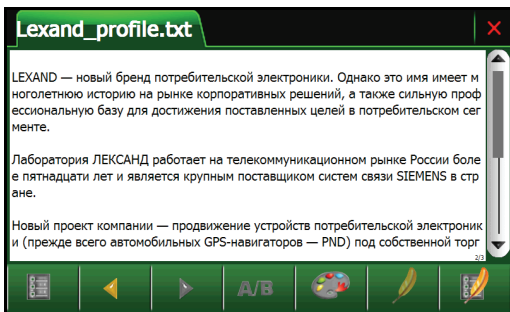 Lexand_profile.txt
LEXAND — новый бренд потребительской электроники. Однако это имя имеет м
ноголетнюю историю на рынке корпоративных решений, а также сильную проф
ессиональную базу для достижения поставленных целей в потребительском сег
менте.
Лаборатория ЛЕКСАНД работает на телекоммуникационном рынке России боле
е пятнадцати лет и является крупным поставщиком систем связи SIEMENS в стр
ане.
Новый проект компании — продвижение устройств потребительской электроник
и (прежде всего автомобильных GPS-навигаторов — PND) под собственной торг
2/3
A/B